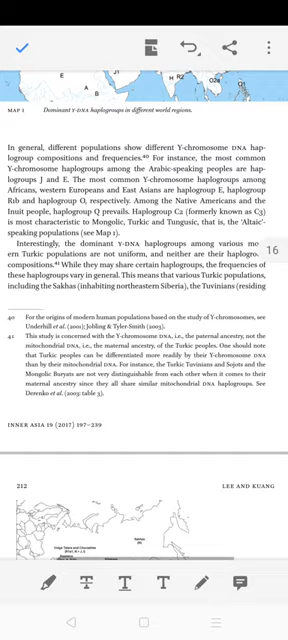 E
J1
A
B
H
R2
O2a
O1
MAP 1 Dominant Y-DNA haplogroups in different world regions.
In general, different populations show different Y-chromosome DNA hap-
logroup compositions and frequencies.40 For instance, the most common
Y-chromosome haplogroups among the Arabic-speaking peoples are hap-
logroups J and E. The most common Y-chromosome haplogroups among
Africans, western Europeans and East Asians are haplogroup E, haplogroup
R1b and haplogroup O, respectively. Among the Native Americans and the
Inuit people, haplogroup Q prevails. Haplogroup C2 (formerly known as C3)
is most characteristic to Mongolic, Turkic and Tungusic, that is, the 'Altaic'-
speaking populations (see Map 1).
Interestingly, the dominant Y-DNA haplogroups among various mo
ern Turkic populations are not uniform, and neither are their haplogro
compositions.41 While they may share certain haplogroups, the frequencies of
these haplogroups vary in general. This means that various Turkic populations,
including the Sakhas (inhabiting northeastern Siberia), the Tuvinians (residing
16
40 For the origins of modern human populations based on the study of Y-chromosomes, see
Underhill et al. (2001); Jobling & Tyler-Smith (2003).
41 This study is concerned with the Y-chromosome DNA, i.e., the paternal ancestry, not the
mitochondrial DNA, i.e., the maternal ancestry, of the Turkic peoples. One should note
that Turkic peoples can be differentiated more readily by their Y-chromosome DNA
than by their mitochondrial DNA. For instance, the Turkic Tuvinians and Sojots and the
Mongolic Buryats are not very distinguishable from each other when it comes to their
maternal ancestry since they all share similar mitochondrial DNA haplogroups. See
Derenko et al. (2003: table 3).
INNER ASIA 19 (2017) 197–239
212 LEE AND KUANG
Sakhas
(N)
T
T
T